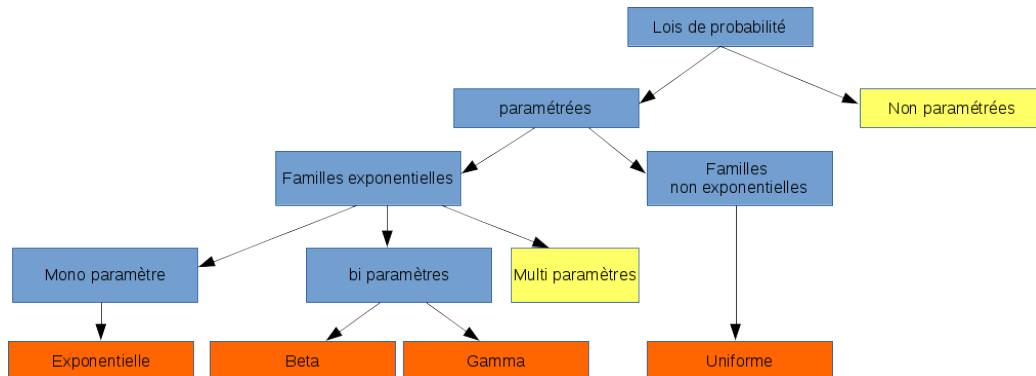 Lois de probabilité
paramétrées
Non paramétrées
Familles exponentielles
Familles
non exponentielles
Mono paramètre
bi paramètres
Multi paramètres
Exponentielle
Beta
Gamma
Uniforme